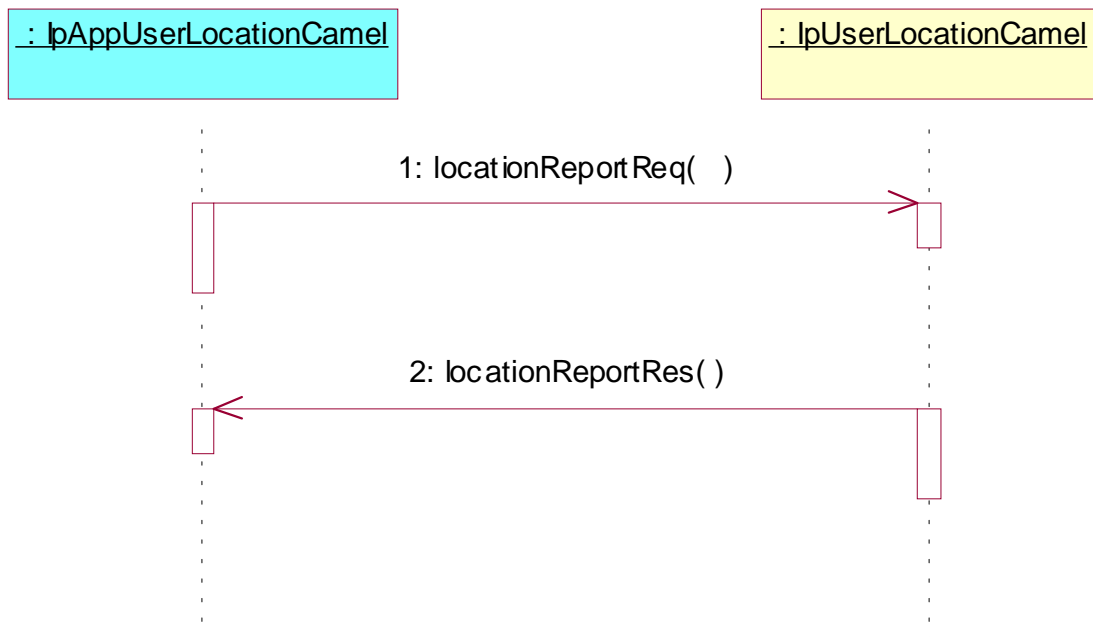 : IpAppUserLocationCamel
: IpUserLocationCamel
1: locationReportReq(   )
2: locationReportRes( )